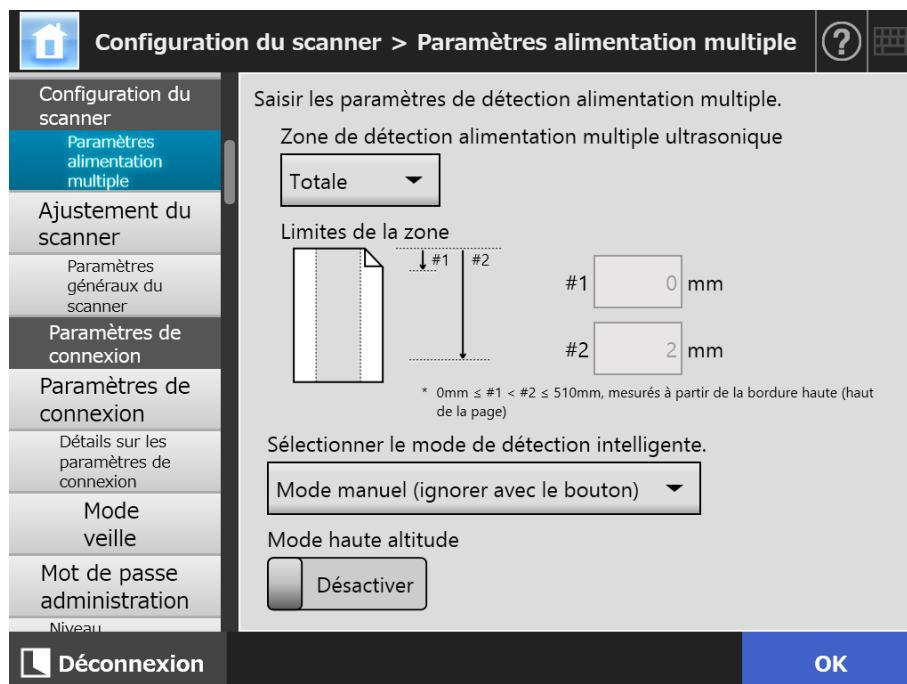 Configuration du scanner > Paramètres alimentation multiple
?
Configuration du
scanner
Paramètres
alimentation
multiple
Ajustement du
scanner
Paramètres
généraux du
scanner
Paramètres de
connexion
Paramètres de
connexion
Détails sur les
paramètres de
connexion
Mode
veille
Mot de passe
administration
Niveau
Déconnexion
Saisir les paramètres de détection alimentation multiple.
Zone de détection alimentation multiple ultrasonique
Totale
Limites de la zone
#1 #2
#1 0 mm
#2 2 mm
* 0mm ≤ #1 < #2 ≤ 510mm, mesurés à partir de la bordure haute (haut
de la page)
Sélectionner le mode de détection intelligente.
Mode manuel (ignorer avec le bouton)
Mode haute altitude
Désactiver
OK